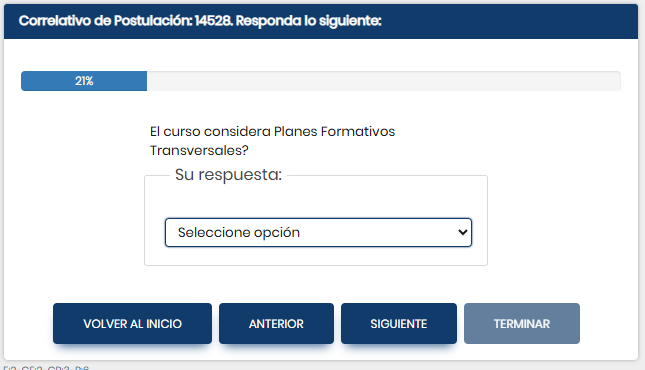 Correlativo de Postulación: 14528. Responda lo siguiente:
21%
El curso considera Planes Formativos
Transversales?
Su respuesta:
Seleccione opción
VOLVER AL INICIO
ANTERIOR
SIGUIENTE
TERMINAR